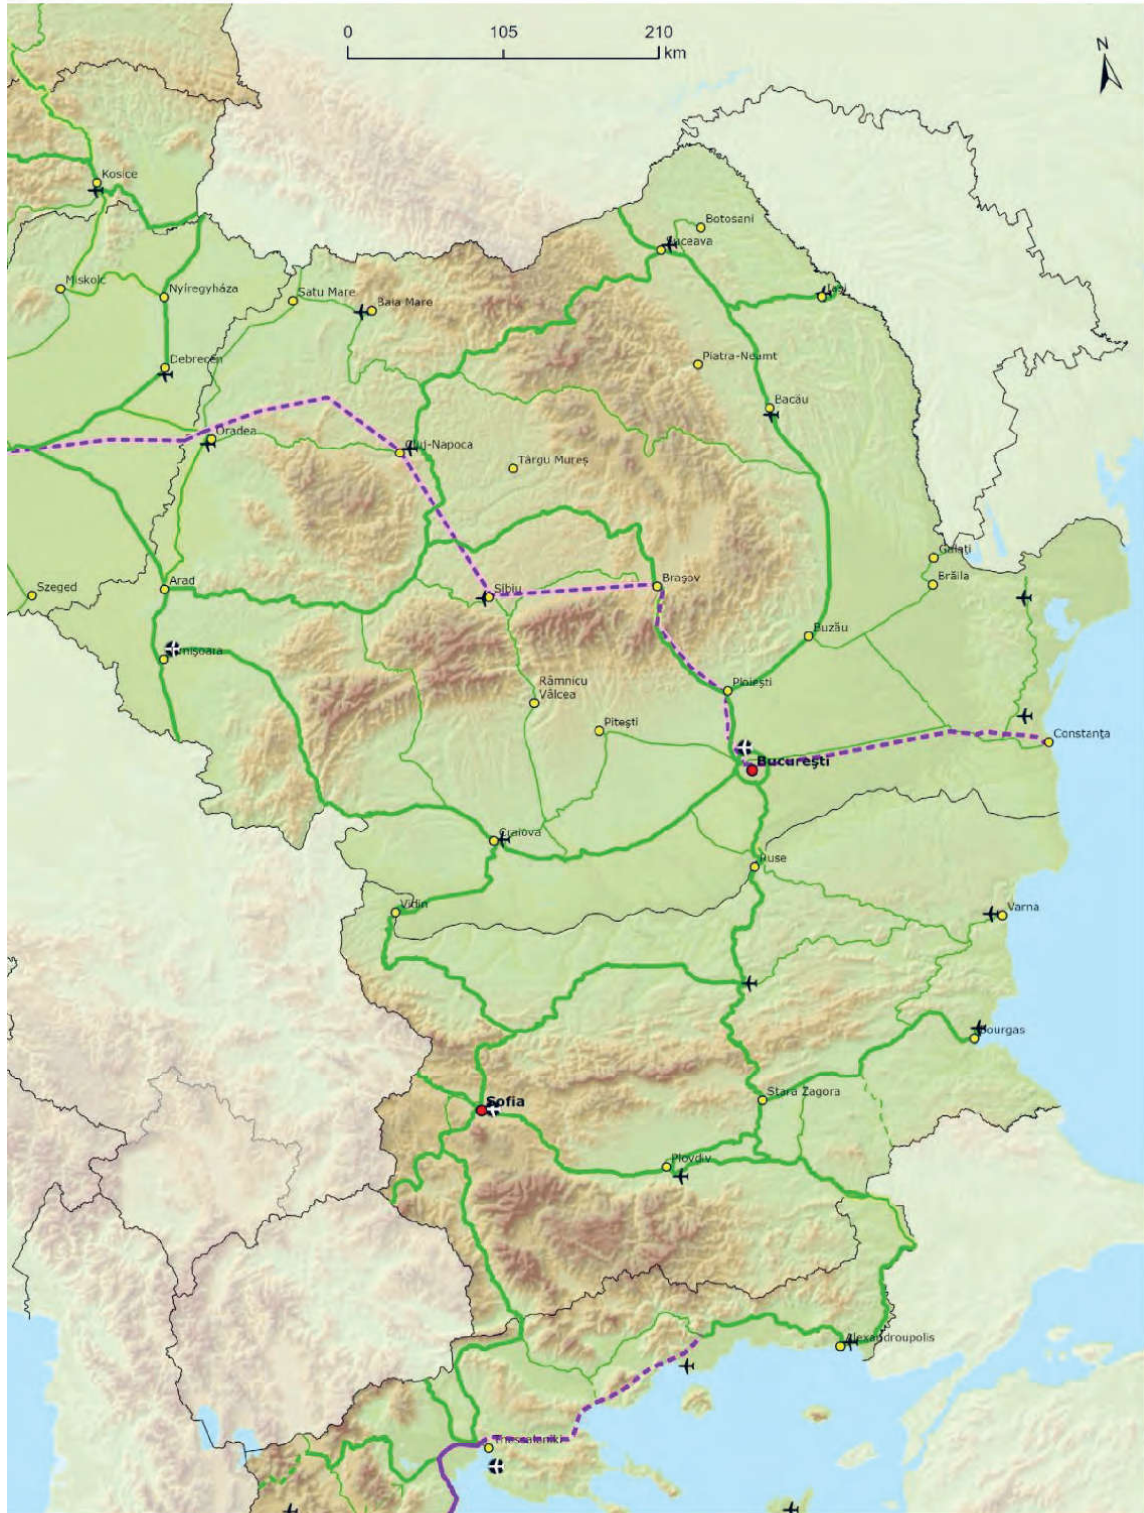 0 105 210
km
N
Kosice
Botosani
Suceava
Miskolc
Nyíregyháza
Satu Mare
Baia Mare
Iași
Debrecen
Piatra-Neamt
Bacău
Oradea
Cluj-Napoca
Târgu Mureș
Galați
Szeged
Arad
Sibiu
Brașov
Brăila
Timișoara
Buzău
Râmnicu
Vâlcea
Ploiești
Pitești
Constanța
București
Craiova
Ruse
Vidin
Varna
Bourgas
Stara Zagora
Sofia
Plovdiv
Alexandroupolis
Thessaloniki